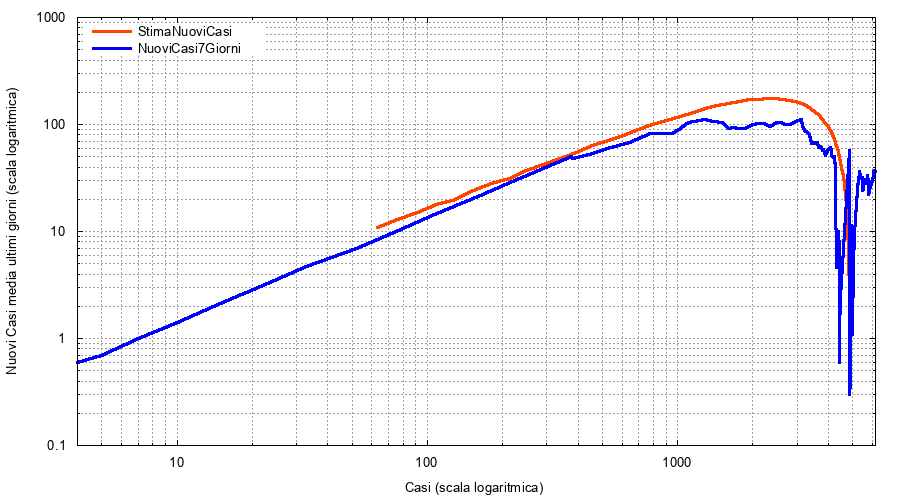 1000
StimaNuoviCasi
NuoviCasi7Giorni
100
10
1
0.1
Nuovi Casi media ultimi giorni (scala logaritmica)
10
100
1000
Casi (scala logaritmica)